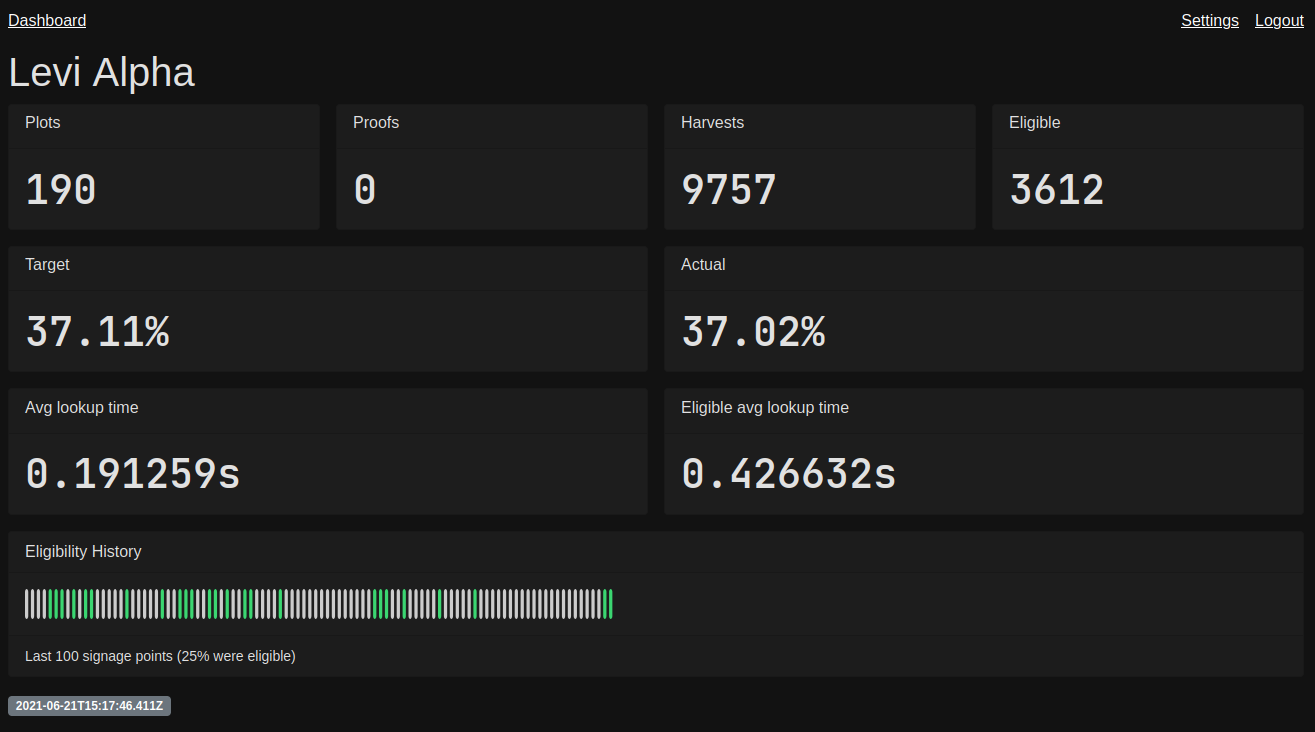 Dashboard Settings Logout
Levi Alpha
Plots Proofs Harvests Eligible
190 0 9757 3612
Target Actual
37.11% 37.02%
Avg lookup time Eligible avg lookup time
0.191259s 0.426632s
Eligibility History
Last 100 signage points (25% were eligible)
2021-06-21T15:17:46.411Z